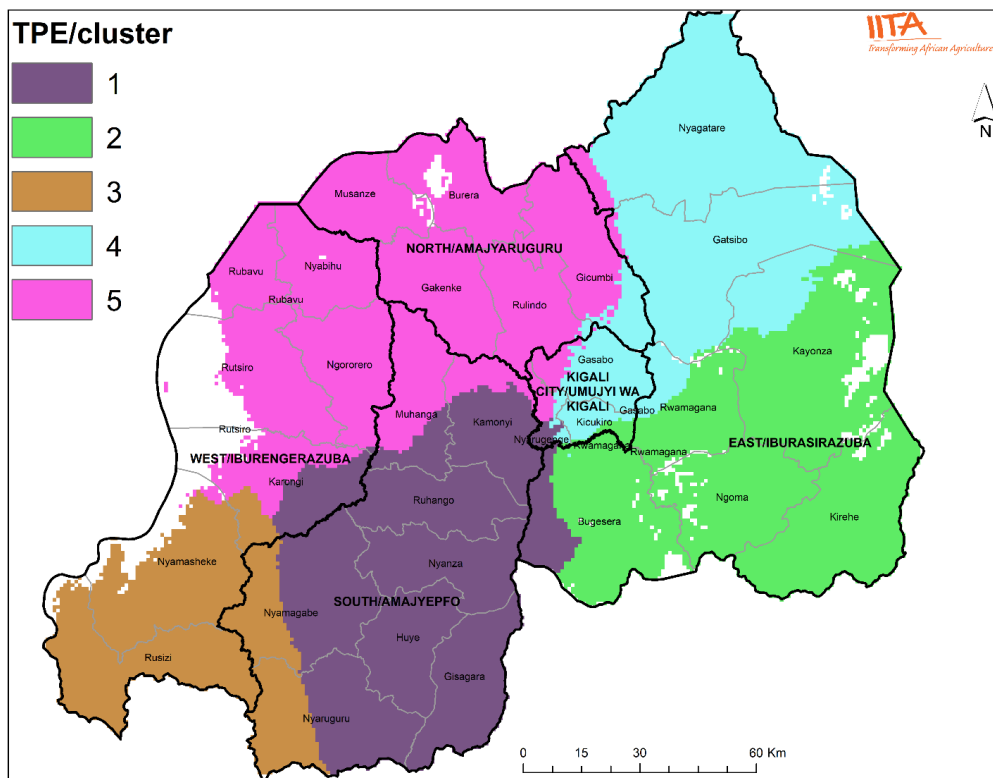 TPE/cluster
1
2
3
4
5
IITA
Transforming African Agriculture
N
Nyagatare
Musanze
Burera
Gatsibo
NORTH/AMAJYARUGURU
Rubavu
Nyabihu
Gicumbi
Gakenke
Rubavu
Rulindo
Kayonza
Gasabo
Rutsiro
Ngororero
KIGALI
CITY/UMUJYI WA
KIGALI
Gasabo
Rwamagana
Muhanga
Kamonyi
Kicukiro
Rutsiro
Nyarugenge
Rwamagana
Rwamagana
EAST/IBURASIRAZUBA
WEST/IBURENGERAZUBA
Karongi
Ruhango
Ngoma
Bugesera
Kirehe
Nyamasheke
Nyanza
SOUTH/AMAJYEPFO
Nyamagabe
Huye
Rusizi
Gisagara
Nyaruguru
0 15 30 60 Km